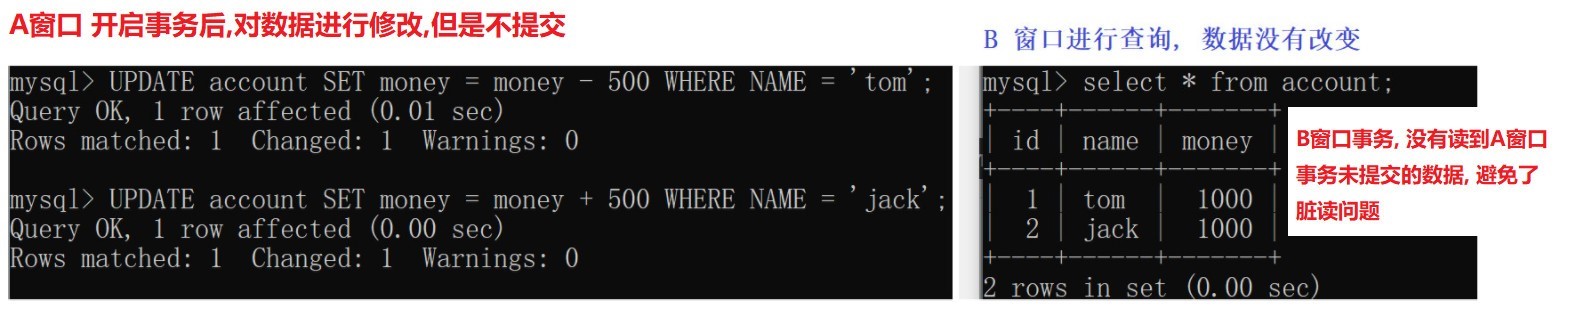 A窗口 开启事务后,对数据进行修改,但是不提交
mysql> UPDATE account SET money = money - 500 WHERE NAME = 'tom';
Query OK, 1 row affected (0.01 sec)
Rows matched: 1  Changed: 1  Warnings: 0
mysql> UPDATE account SET money = money + 500 WHERE NAME = 'jack';
Query OK, 1 row affected (0.00 sec)
Rows matched: 1  Changed: 1  Warnings: 0
B 窗口进行查询, 数据没有改变
mysql> select * from account;
+----+------+-------+
| id | name | money |
+----+------+-------+
|  1 | tom  |  1000 |
|  2 | jack |  1000 |
+----+------+-------+
2 rows in set (0.00 sec)
B窗口事务, 没有读到A窗口
事务未提交的数据, 避免了
脏读问题